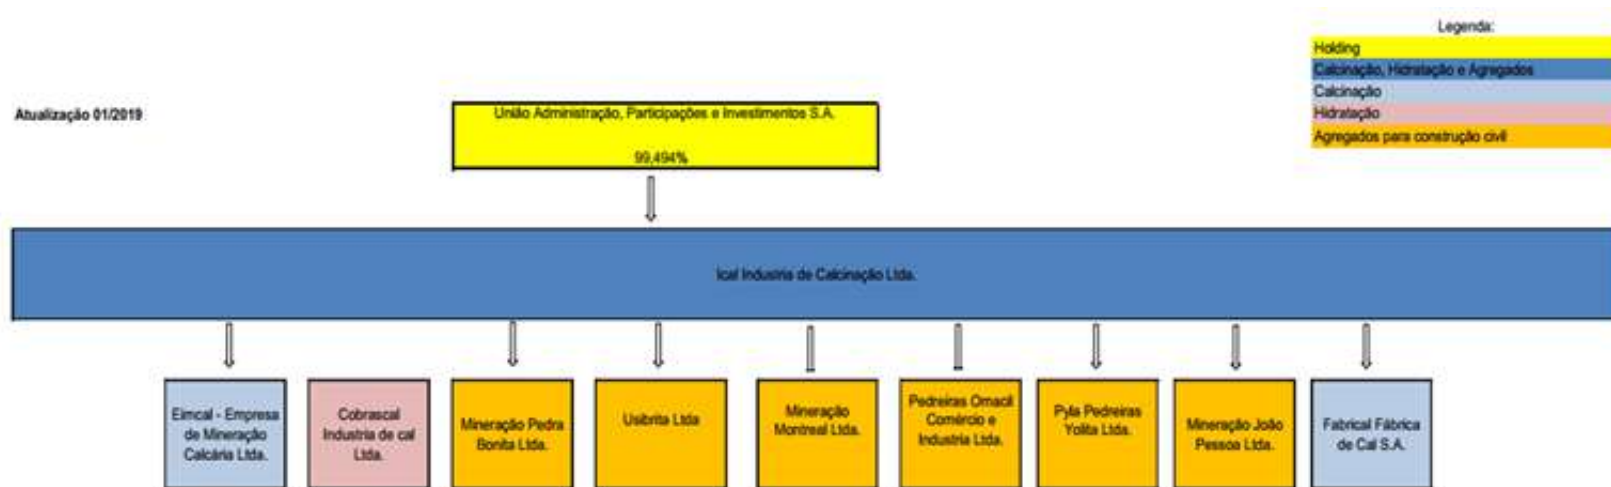 Legenda:
Holding
Calcinação, Hidratação e Agregados
Calcinação
Hidratação
Agregados para construção civil
Atualização 01/2019
União Administração, Participações e Investimentos S.A.
99,494%
Ical Industria de Calcinação Ltda.
Eimcal - Empresa
de Mineração
Calcária Ltda.
Cobrascal
Industria de cal
Ltda.
Mineração Pedra
Bonita Ltda.
Usibrita Ltda
Mineração
Montreal Ltda.
Pedreiras Omacil
Comércio e
Industria Ltda.
Pyla Pedreiras
Yolita Ltda.
Mineração João
Pessoa Ltda.
Fabrical Fábrica
de Cal S.A.